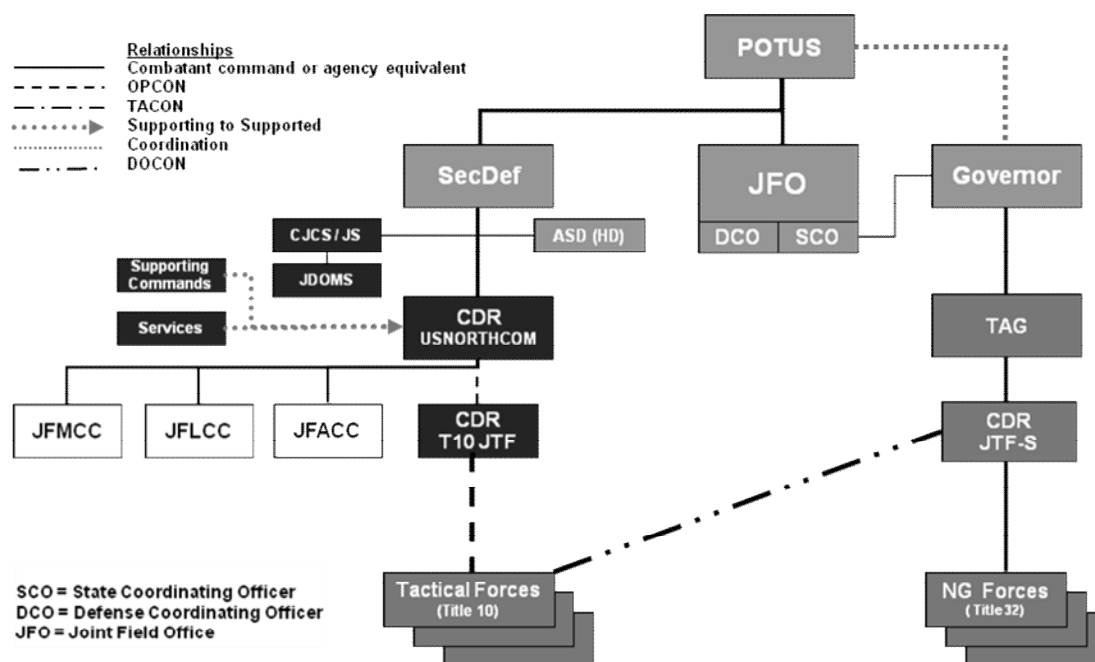 Relationships
Combatant command or agency equivalent
OPCON
TACON
Supporting to Supported
Coordination
DOCON
POTUS
SecDef
JFO
DCO
SCO
Governor
CJCS / JS
ASD (HD)
JDOMS
Supporting
Commands
Services
CDR
USNORTHCOM
TAG
JFMCC
JFLCC
JFACC
CDR
T10 JTF
CDR
JTF-S
Tactical Forces
(Title 10)
NG Forces
(Title 32)
SCO = State Coordinating Officer
DCO = Defense Coordinating Officer
JFO = Joint Field Office